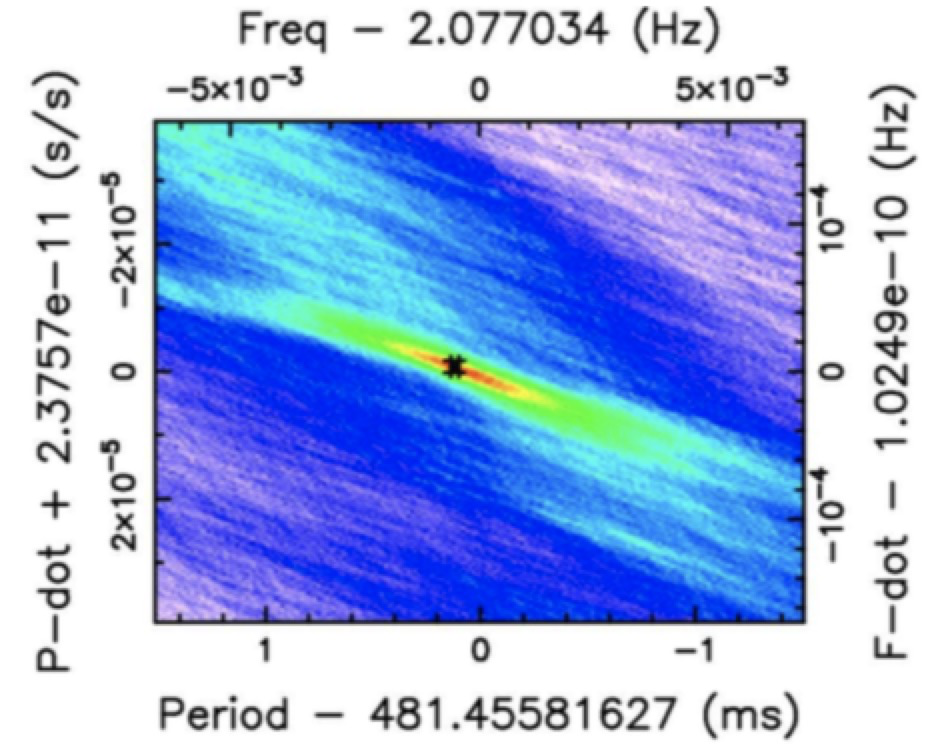 Freq − 2.077034 (Hz)
−5×10⁻³ 0 5×10⁻³
P−dot + 2.3757e−11 (s/s)
−2×10⁻⁵
0
2×10⁻⁵
10⁻⁴
0
−10⁻⁴
F−dot − 1.0249e−10 (Hz)
1 0 −1
Period − 481.45581627 (ms)